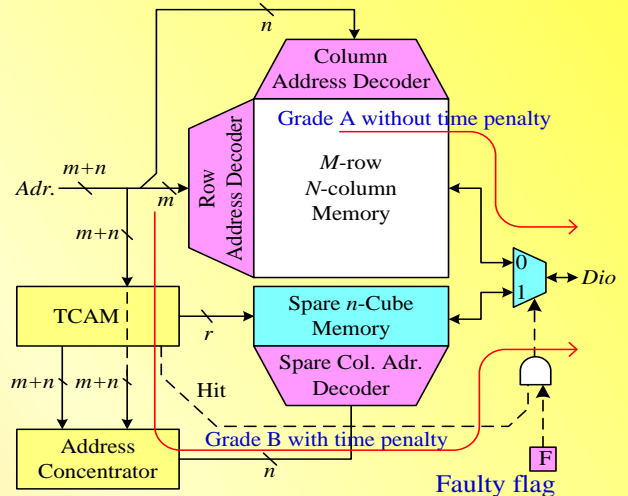 n
Column
Address Decoder
Grade A without time penalty
Row
Address Decoder
M-row
N-column
Memory
m+n
Adr.
m
m+n
0
1
Dio
TCAM
r
Spare n-Cube
Memory
Spare Col. Adr.
Decoder
m+n
m+n
Hit
Grade B with time penalty
Address
Concentrator
n
F
Faulty flag